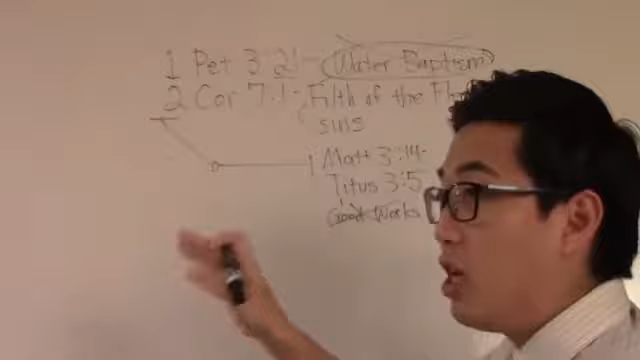 1 Pet 3:21- Water Baptism
2 Cor 7:1- Filth of the
sins
Matt 3:14-
Titus 3:5
Good Works